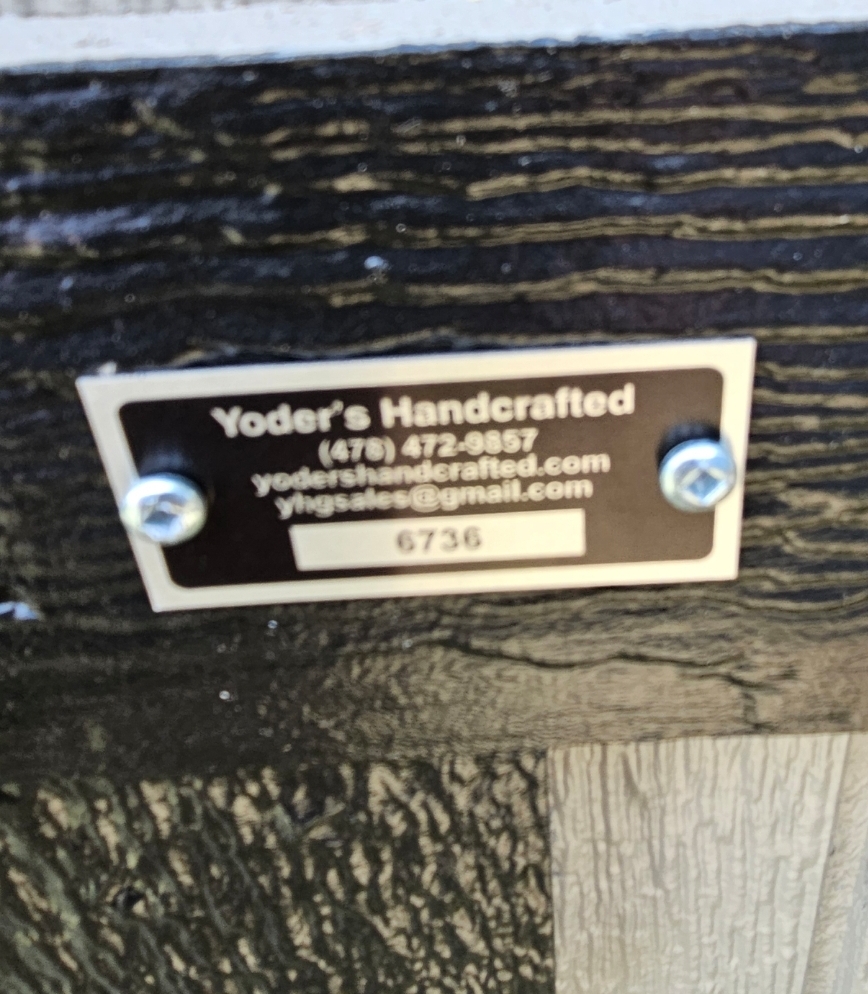 Yoder's Handcrafted
(478) 472-9857
yodershandcrafted.com
yhgsales@gmail.com
6736